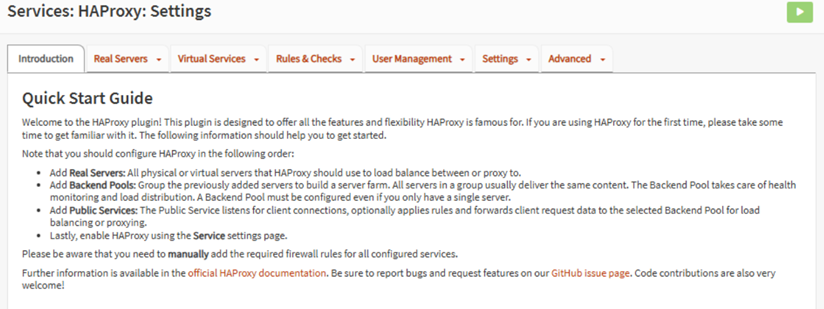 Services: HAProxy: Settings
Introduction Real Servers Virtual Services Rules & Checks User Management Settings Advanced
Quick Start Guide
Welcome to the HAProxy plugin! This plugin is designed to offer all the features and flexibility HAProxy is famous for. If you are using HAProxy for the first time, please take some
time to get familiar with it. The following information should help you to get started.
Note that you should configure HAProxy in the following order:
• Add Real Servers: All physical or virtual servers that HAProxy should use to load balance between or proxy to.
• Add Backend Pools: Group the previously added servers to build a server farm. All servers in a group usually deliver the same content. The Backend Pool takes care of health
monitoring and load distribution. A Backend Pool must be configured even if you only have a single server.
• Add Public Services: The Public Service listens for client connections, optionally applies rules and forwards client request data to the selected Backend Pool for load
balancing or proxying.
• Lastly, enable HAProxy using the Service settings page.
Please be aware that you need to manually add the required firewall rules for all configured services.
Further information is available in the official HAProxy documentation. Be sure to report bugs and request features on our GitHub issue page. Code contributions are also very
welcome!